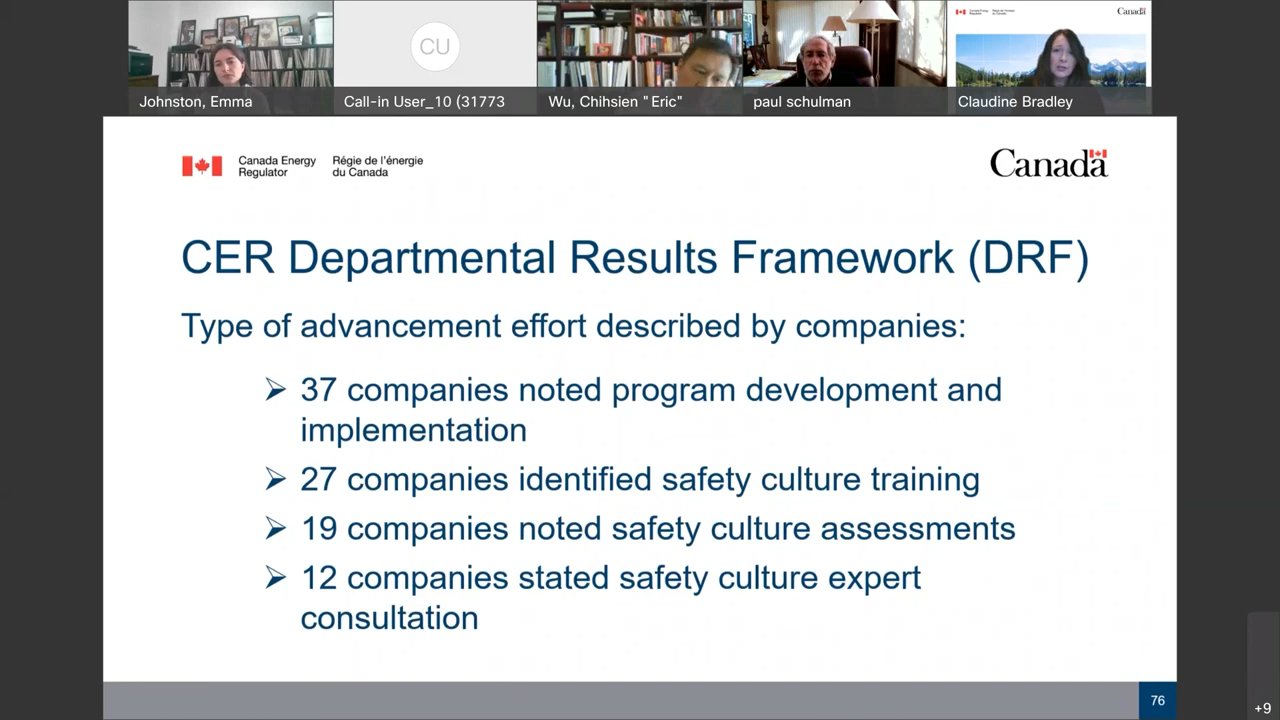 CU
Canada
Johnston, Emma
Call-in User_10 (31773
Wu, Chihsien "Eric"
paul schulman
Claudine Bradley
Canada Energy
Regulator
Régie de l'énergie
du Canada
Canada
CER Departmental Results Framework (DRF)
Type of advancement effort described by companies:
37 companies noted program development and
implementation
27 companies identified safety culture training
19 companies noted safety culture assessments
12 companies stated safety culture expert
consultation
76
+9